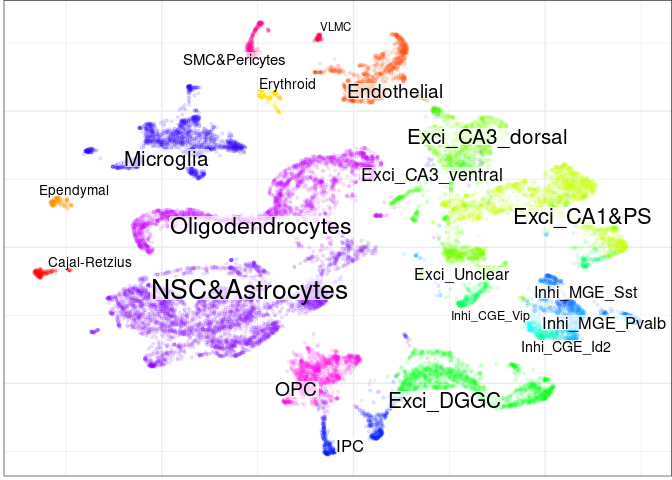 VLMC
SMC&Pericytes
Erythroid
Endothelial
Exci_CA3_dorsal
Microglia
Exci_CA3_ventral
Ependymal
Exci_CA1&PS
Oligodendrocytes
Cajal-Retzius
Exci_Unclear
NSC&Astrocytes
Inhi_MGE_Sst
Inhi_CGE_Vip
Inhi_MGE_Pvalb
Inhi_CGE_Id2
OPC
Exci_DGGC
IPC